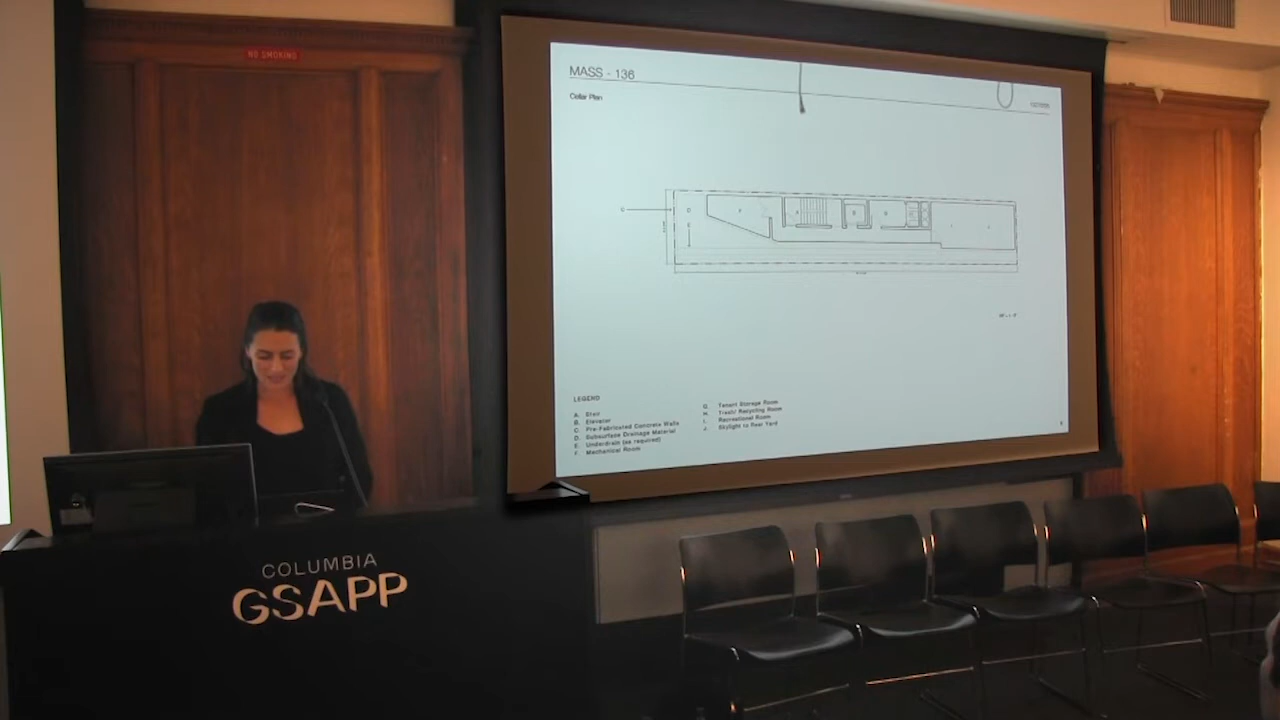 NO SMOKING
MASS - 136
Cellar Plan
LEGEND
A. Stair
B. Elevator
C. Pre-Fabricated Concrete Walls
D. Subsurface Drainage Material
E. Underdrain (as required)
F. Mechanical Room
G. Tenant Storage Room
H. Trash/ Recycling Room
I. Recreational Room
J. Skylight to Rear Yard
COLUMBIA
GSAPP